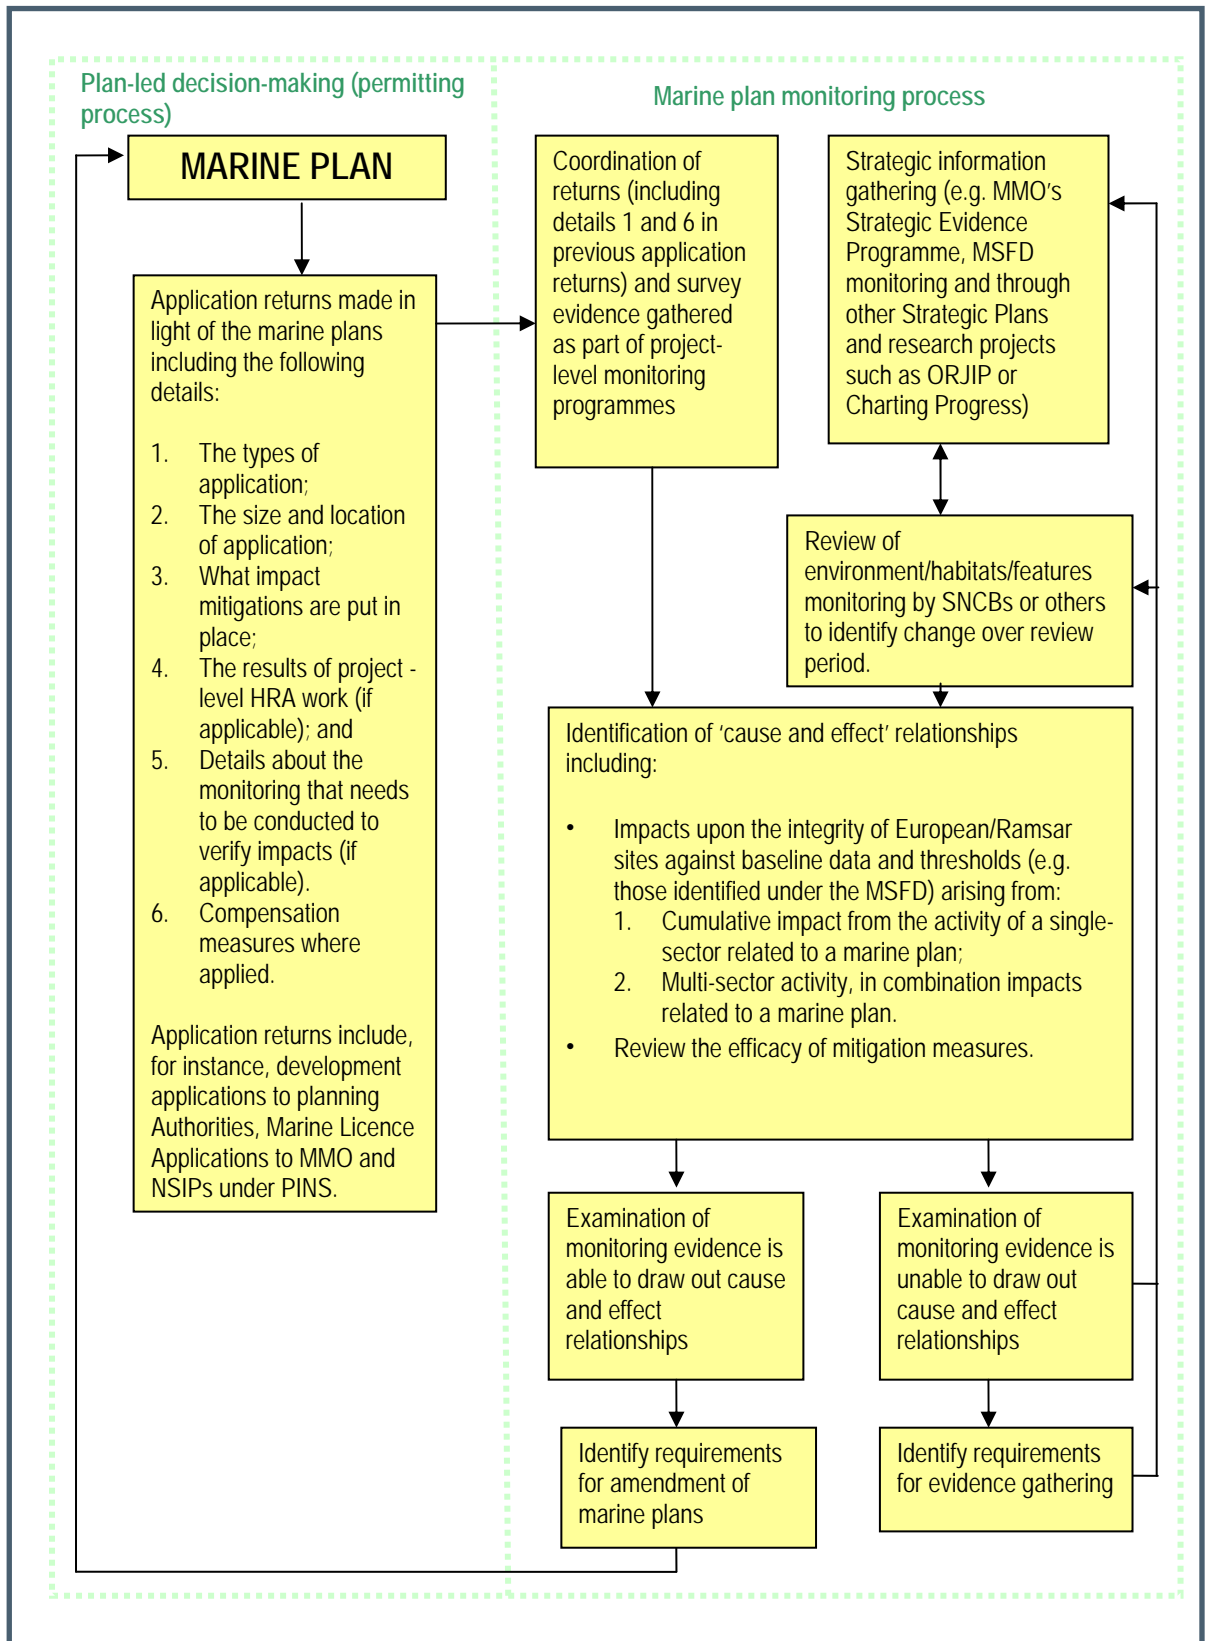 Plan-led decision-making (permitting
process)
MARINE PLAN
Application returns made in
light of the marine plans
including the following
details:
1. The types of
application;
2. The size and location
of application;
3. What impact
mitigations are put in
place;
4. The results of project -
level HRA work (if
applicable); and
5. Details about the
monitoring that needs
to be conducted to
verify impacts (if
applicable).
6. Compensation
measures where
applied.
Application returns include,
for instance, development
applications to planning
Authorities, Marine Licence
Applications to MMO and
NSIPs under PINS.
Marine plan monitoring process
Coordination of
returns (including
details 1 and 6 in
previous application
returns) and survey
evidence gathered
as part of project-
level monitoring
programmes
Strategic information
gathering (e.g. MMO's
Strategic Evidence
Programme, MSFD
monitoring and through
other Strategic Plans
and research projects
such as ORJIP or
Charting Progress)
Review of
environment/habitats/features
monitoring by SNCBs or others
to identify change over review
period.
Identification of 'cause and effect' relationships
including:
• Impacts upon the integrity of European/Ramsar
sites against baseline data and thresholds (e.g.
those identified under the MSFD) arising from:
1. Cumulative impact from the activity of a single-
sector related to a marine plan;
2. Multi-sector activity, in combination impacts
related to a marine plan.
• Review the efficacy of mitigation measures.
Examination of
monitoring evidence is
able to draw out cause
and effect
relationships
Examination of
monitoring evidence is
unable to draw out
cause and effect
relationships
Identify requirements
for amendment of
marine plans
Identify requirements
for evidence gathering